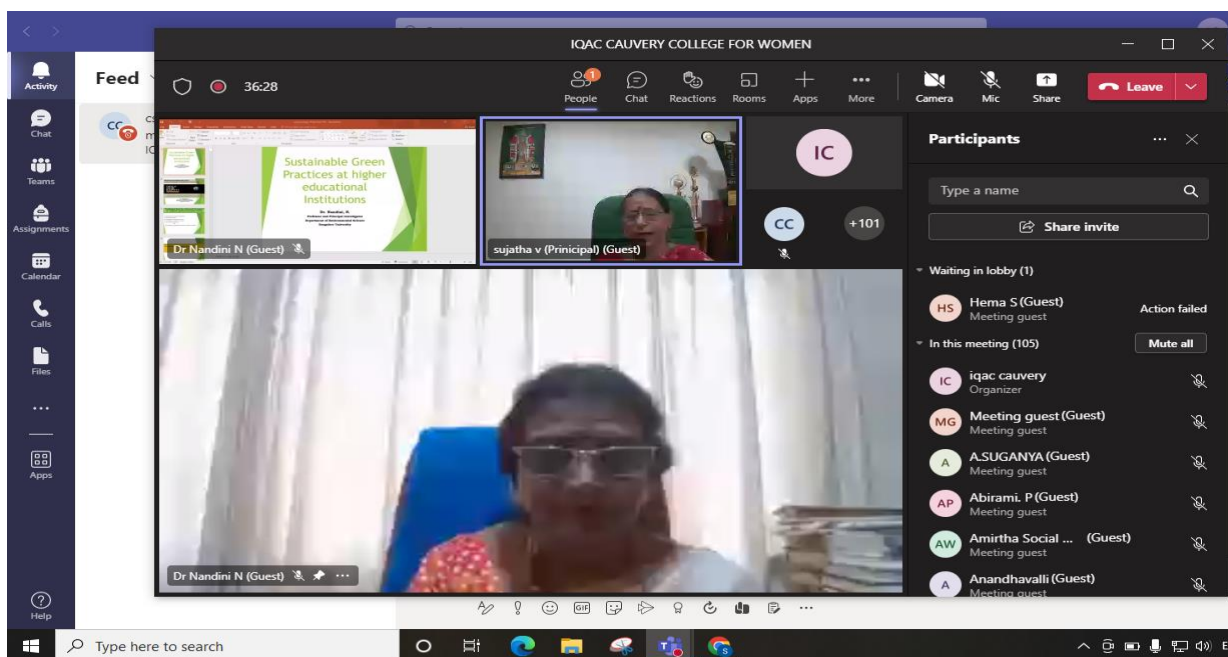 IQAC CAUVERY COLLEGE FOR WOMEN
Activity
Feed
36:28
1
People
Chat
Reactions
Rooms
Apps
More
Camera
Mic
Share
Leave
CC
Chat
Teams
Assignments
Calendar
Calls
Files
Apps
Help
Sustainable Green
Practices at higher
educational
Institutions
Dr. Nandini. N
Dr Nandini N (Guest)
sujatha v (Prinicipal) (Guest)
IC
CC
+101
Dr Nandini N (Guest)
Participants
Type a name
Share invite
Waiting in lobby (1)
HS
Hema S (Guest)
Meeting guest
Action failed
In this meeting (105)
Mute all
IC
iqac cauvery
Organizer
MG
Meeting guest (Guest)
Meeting guest
A
A.SUGANYA (Guest)
Meeting guest
AP
Abirami. P (Guest)
Meeting guest
AW
Amirtha Social ... (Guest)
Meeting guest
A
Anandhavalli (Guest)
Meeting guest
GIF
Type here to search